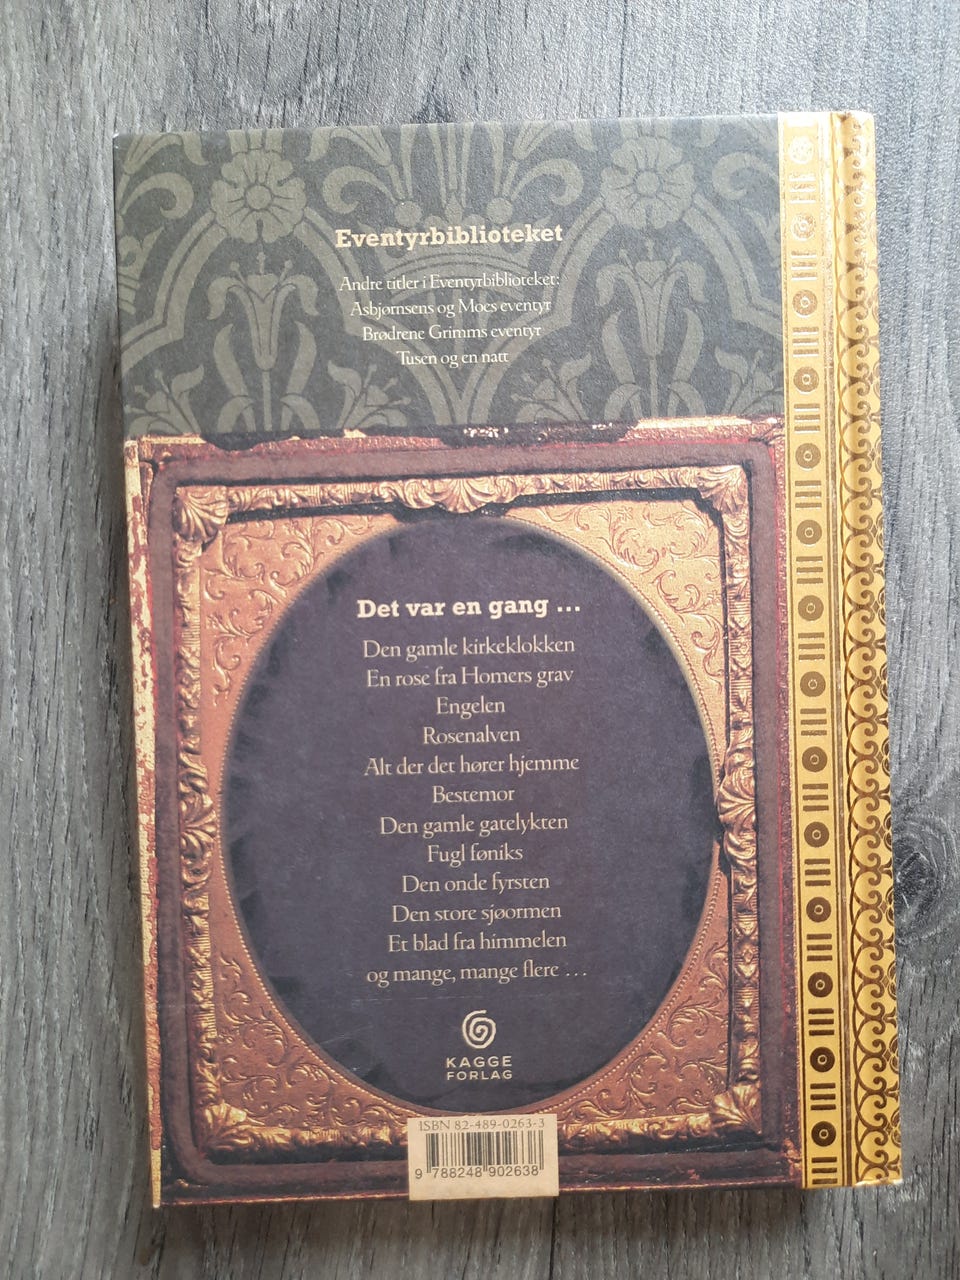 Eventyrbiblioteket
Andre titler i Eventyrbiblioteket:
Asbjørnsens og Moes eventyr
Brødrene Grimms eventyr
Tusen og en natt
Det var en gang ...
Den gamle kirkeklokken
En rose fra Homers grav
Engelen
Rosenalven
Alt der det hører hjemme
Bestemor
Den gamle gatelykten
Fugl føniks
Den onde fyrsten
Den store sjøormen
Et blad fra himmelen
og mange, mange flere ...
KAGGE
FORLAG
ISBN 82-489-0263-3
9 788248 902638